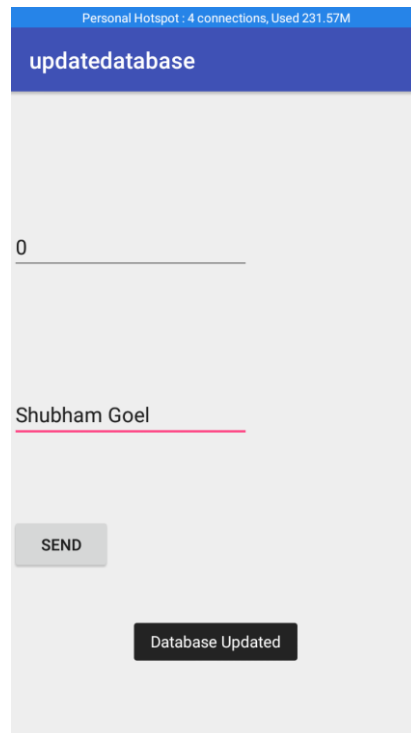 Personal Hotspot : 4 connections, Used 231.57M
updatedatabase
0
Shubham Goel
SEND
Database Updated